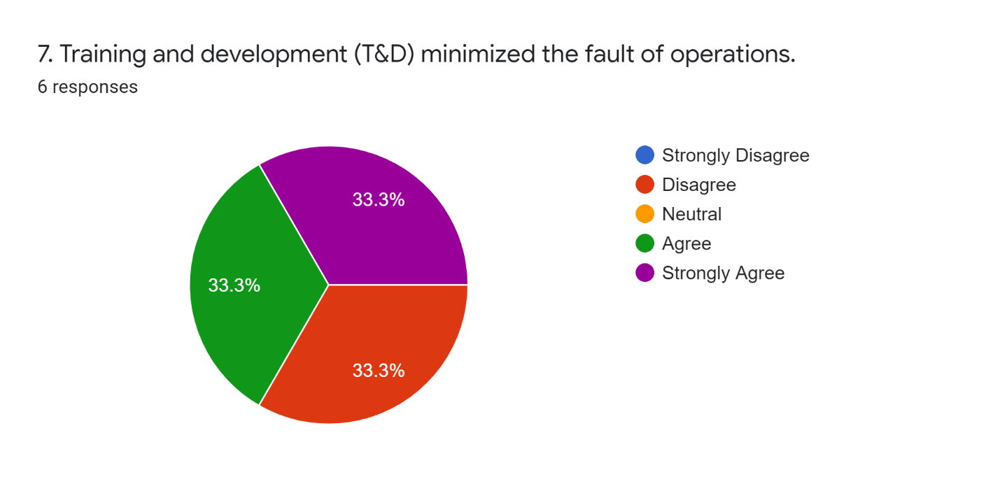 7. Training and development (T&D) minimized the fault of operations.
6 responses
33.3%
33.3%
33.3%
Strongly Disagree
Disagree
Neutral
Agree
Strongly Agree